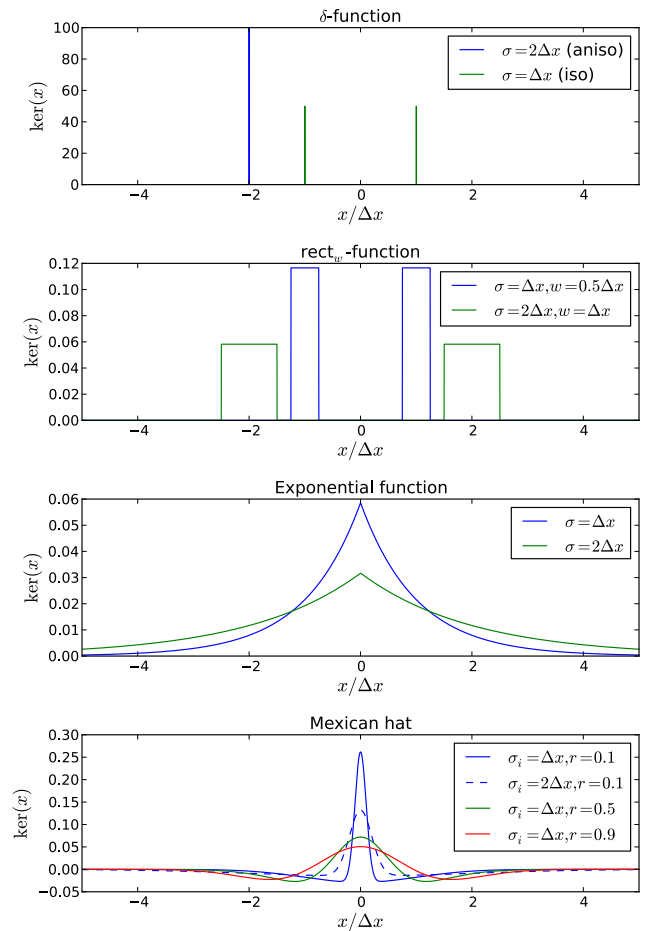 δ-function
100
80
60
40
20
0
ker(x)
σ=2Δx (aniso)
σ=Δx (iso)
−4 −2 0 2 4
x/Δx
rect_w-function
0.12
0.10
0.08
0.06
0.04
0.02
0.00
ker(x)
σ=Δx,w=0.5Δx
σ=2Δx,w=Δx
−4 −2 0 2 4
x/Δx
Exponential function
0.06
0.05
0.04
0.03
0.02
0.01
0.00
ker(x)
σ=Δx
σ=2Δx
−4 −2 0 2 4
x/Δx
Mexican hat
0.30
0.25
0.20
0.15
0.10
0.05
0.00
−0.05
ker(x)
σ_i=Δx,r=0.1
σ_i=2Δx,r=0.1
σ_i=Δx,r=0.5
σ_i=Δx,r=0.9
−4 −2 0 2 4
x/Δx